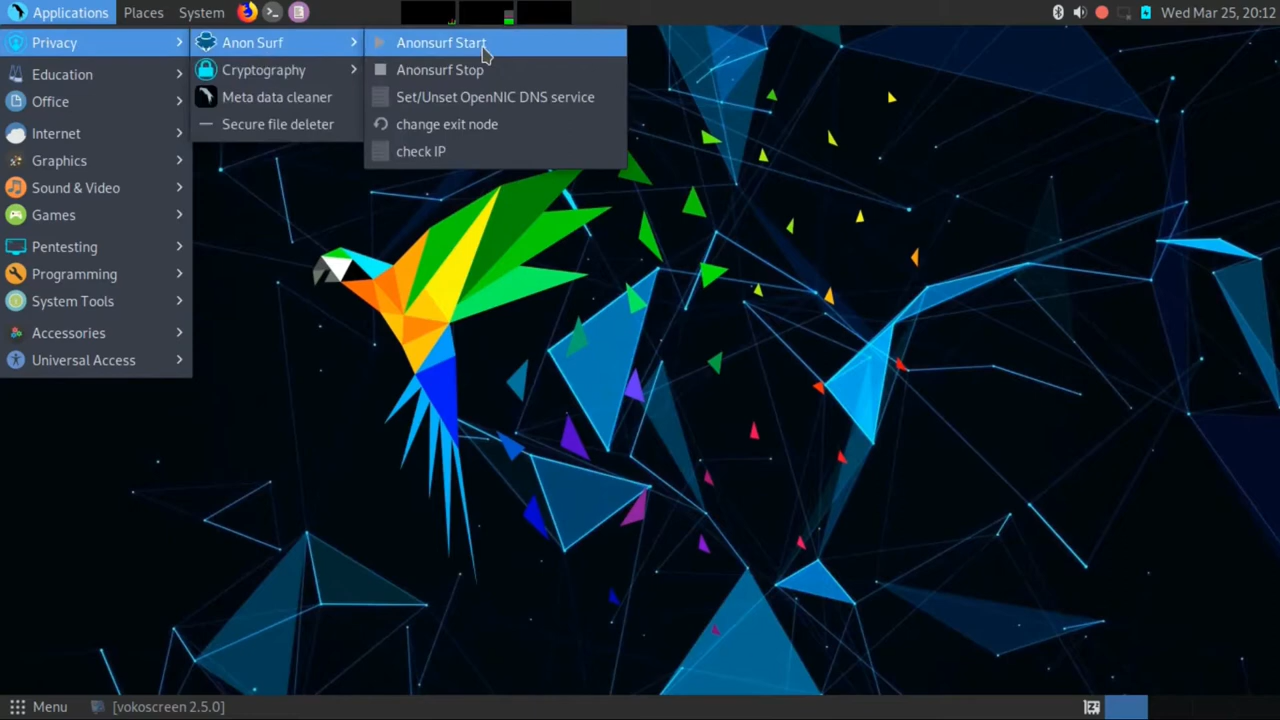 Applications Places System Wed Mar 25, 20:12
Privacy
Education
Office
Internet
Graphics
Sound & Video
Games
Pentesting
Programming
System Tools
Accessories
Universal Access
Anon Surf
Cryptography
Meta data cleaner
Secure file deleter
Anonsurf Start
Anonsurf Stop
Set/Unset OpenNIC DNS service
change exit node
check IP
Menu [vokoscreen 2.5.0]